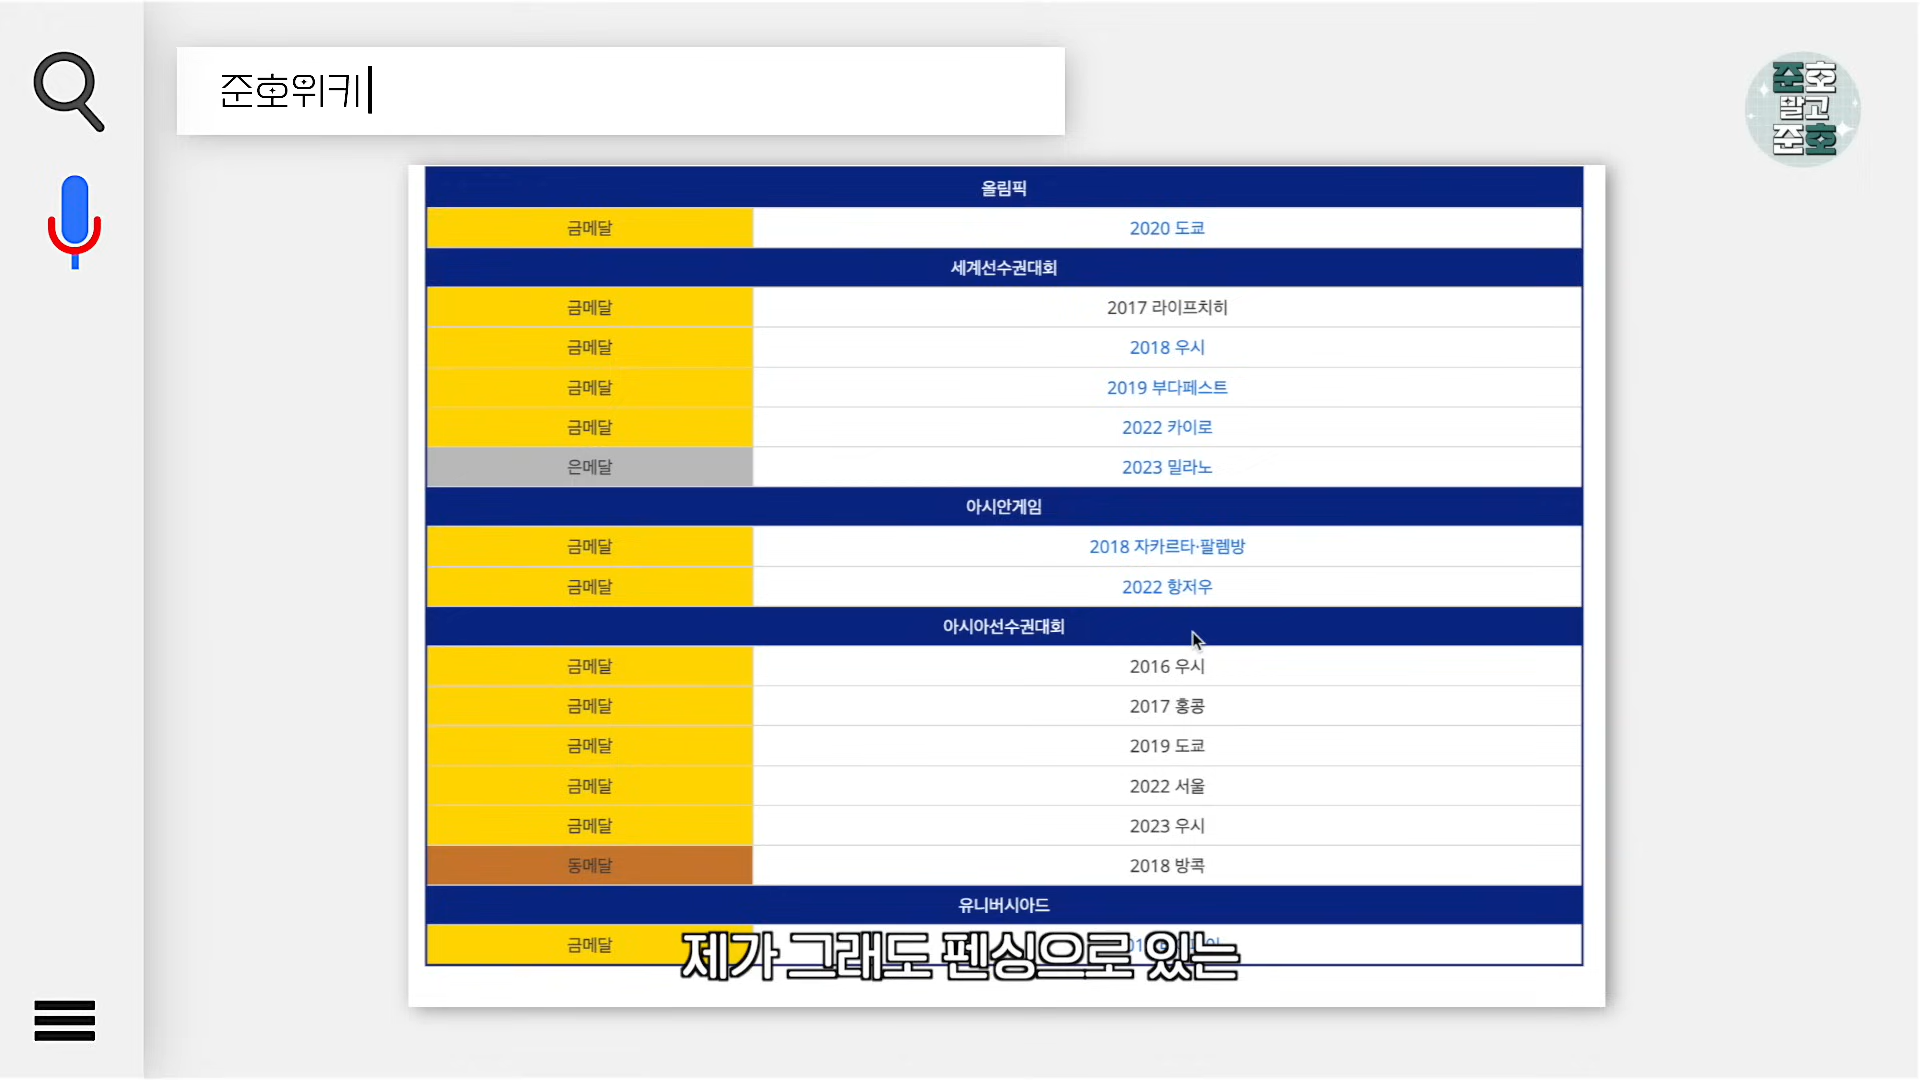 준호위키
준호
말고
준호
올림픽
금메달 2020 도쿄
세계선수권대회
금메달 2017 라이프치히
금메달 2018 우시
금메달 2019 부다페스트
금메달 2022 카이로
은메달 2023 밀라노
아시안게임
금메달 2018 자카르타·팔렘방
금메달 2022 항저우
아시아선수권대회
금메달 2016 우시
금메달 2017 홍콩
금메달 2019 도쿄
금메달 2022 서울
금메달 2023 우시
동메달 2018 방콕
유니버시아드
금메달
제가 그래도 펜싱으로 있는